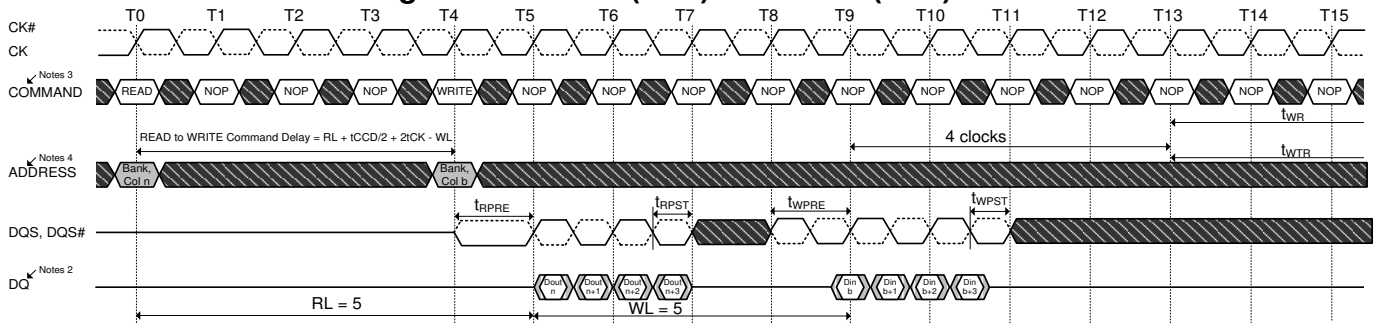 T0 T1 T2 T3 T4 T5 T6 T7 T8 T9 T10 T11 T12 T13 T14 T15
CK#
CK
Notes 3
COMMAND
READ NOP NOP NOP WRITE NOP NOP NOP NOP NOP NOP NOP NOP NOP NOP NOP
tWR
READ to WRITE Command Delay = RL + tCCD/2 + 2tCK - WL
4 clocks
tWTR
Notes 4
ADDRESS
Bank, Col n
Bank, Col b
tRPRE tRPST tWPRE tWPST
DQS, DQS#
Notes 2
DQ
Dout n Dout n+1 Dout n+2 Dout n+3 Din b Din b+1 Din b+2 Din b+3
RL = 5 WL = 5